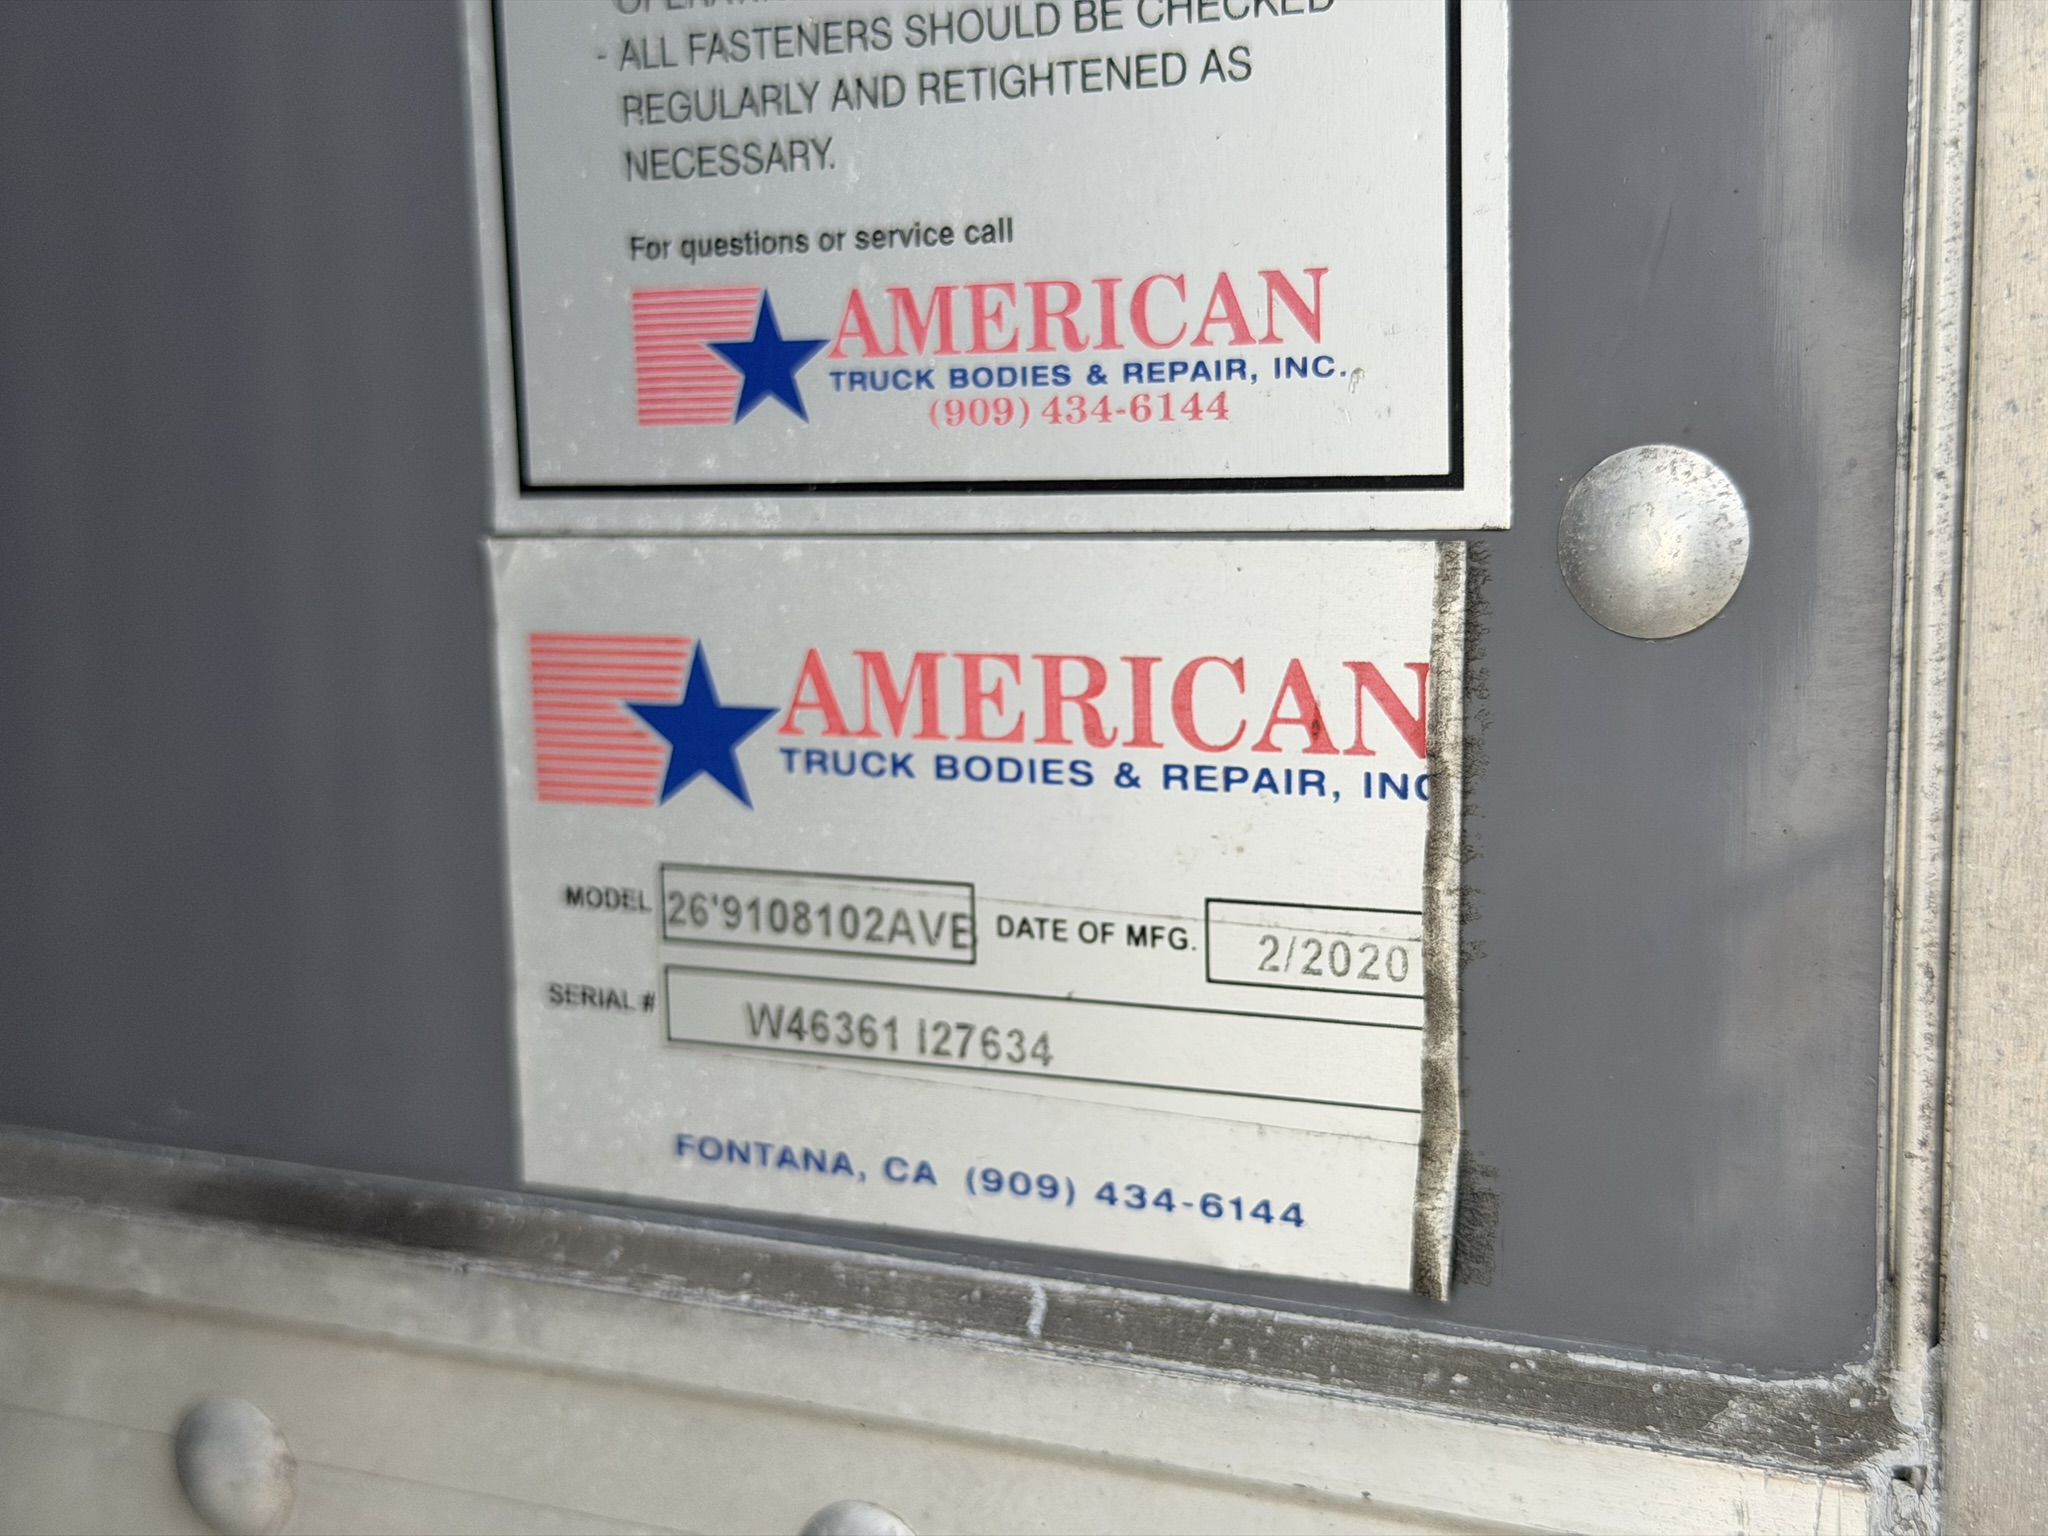 - ALL FASTENERS SHOULD BE CHECKED
REGULARLY AND RETIGHTENED AS
NECESSARY.
For questions or service call
AMERICAN
TRUCK BODIES & REPAIR, INC.
(909) 434-6144
AMERICAN
TRUCK BODIES & REPAIR, INC
MODEL 26'9108102AVB DATE OF MFG. 2/2020
SERIAL # W46361 I27634
FONTANA, CA (909) 434-6144